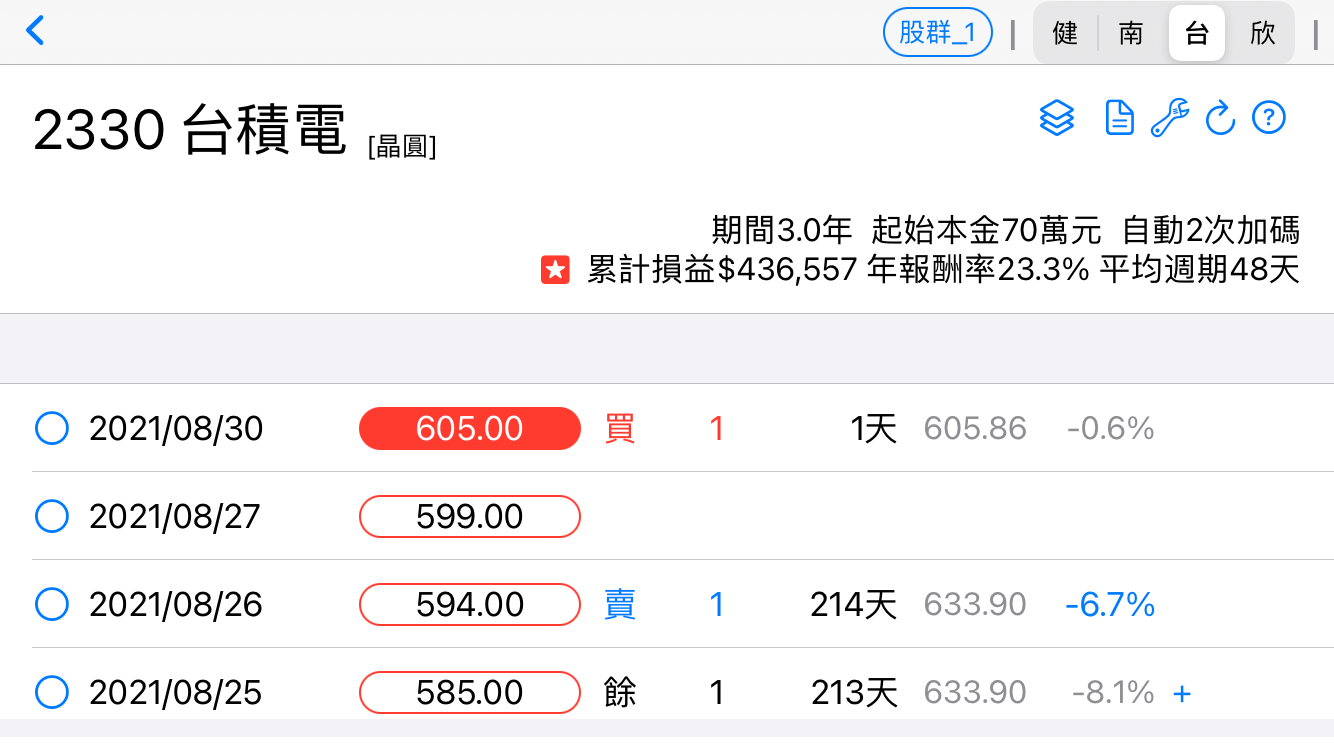 股群_1 | 健 南 台 欣 |
2330 台積電 [晶圓]
期間3.0年 起始本金70萬元 自動2次加碼
累計損益$436,557 年報酬率23.3% 平均週期48天
2021/08/30 605.00 買 1 1天 605.86 -0.6%
2021/08/27 599.00
2021/08/26 594.00 賣 1 214天 633.90 -6.7%
2021/08/25 585.00 餘 1 213天 633.90 -8.1% +